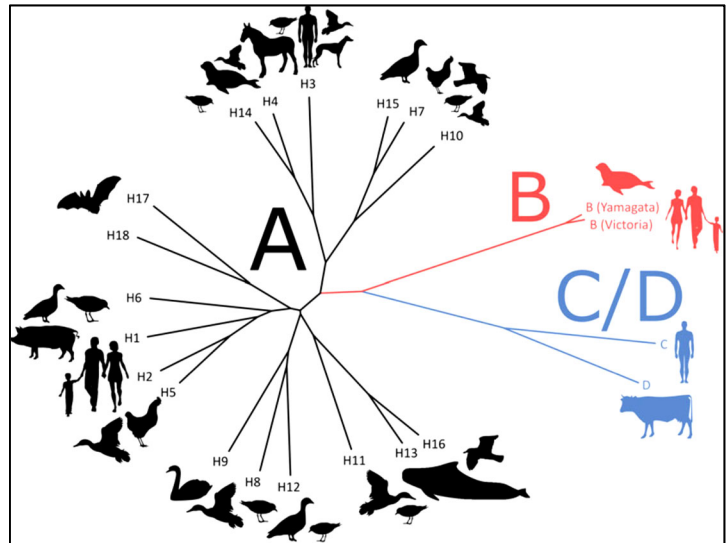 H3
H4
H14
H15
H7
H10
B
B (Yamagata)
B (Victoria)
H17
A
H18
C/D
H6
H1
C
H2
D
H5
H16
H13
H11
H9
H8
H12